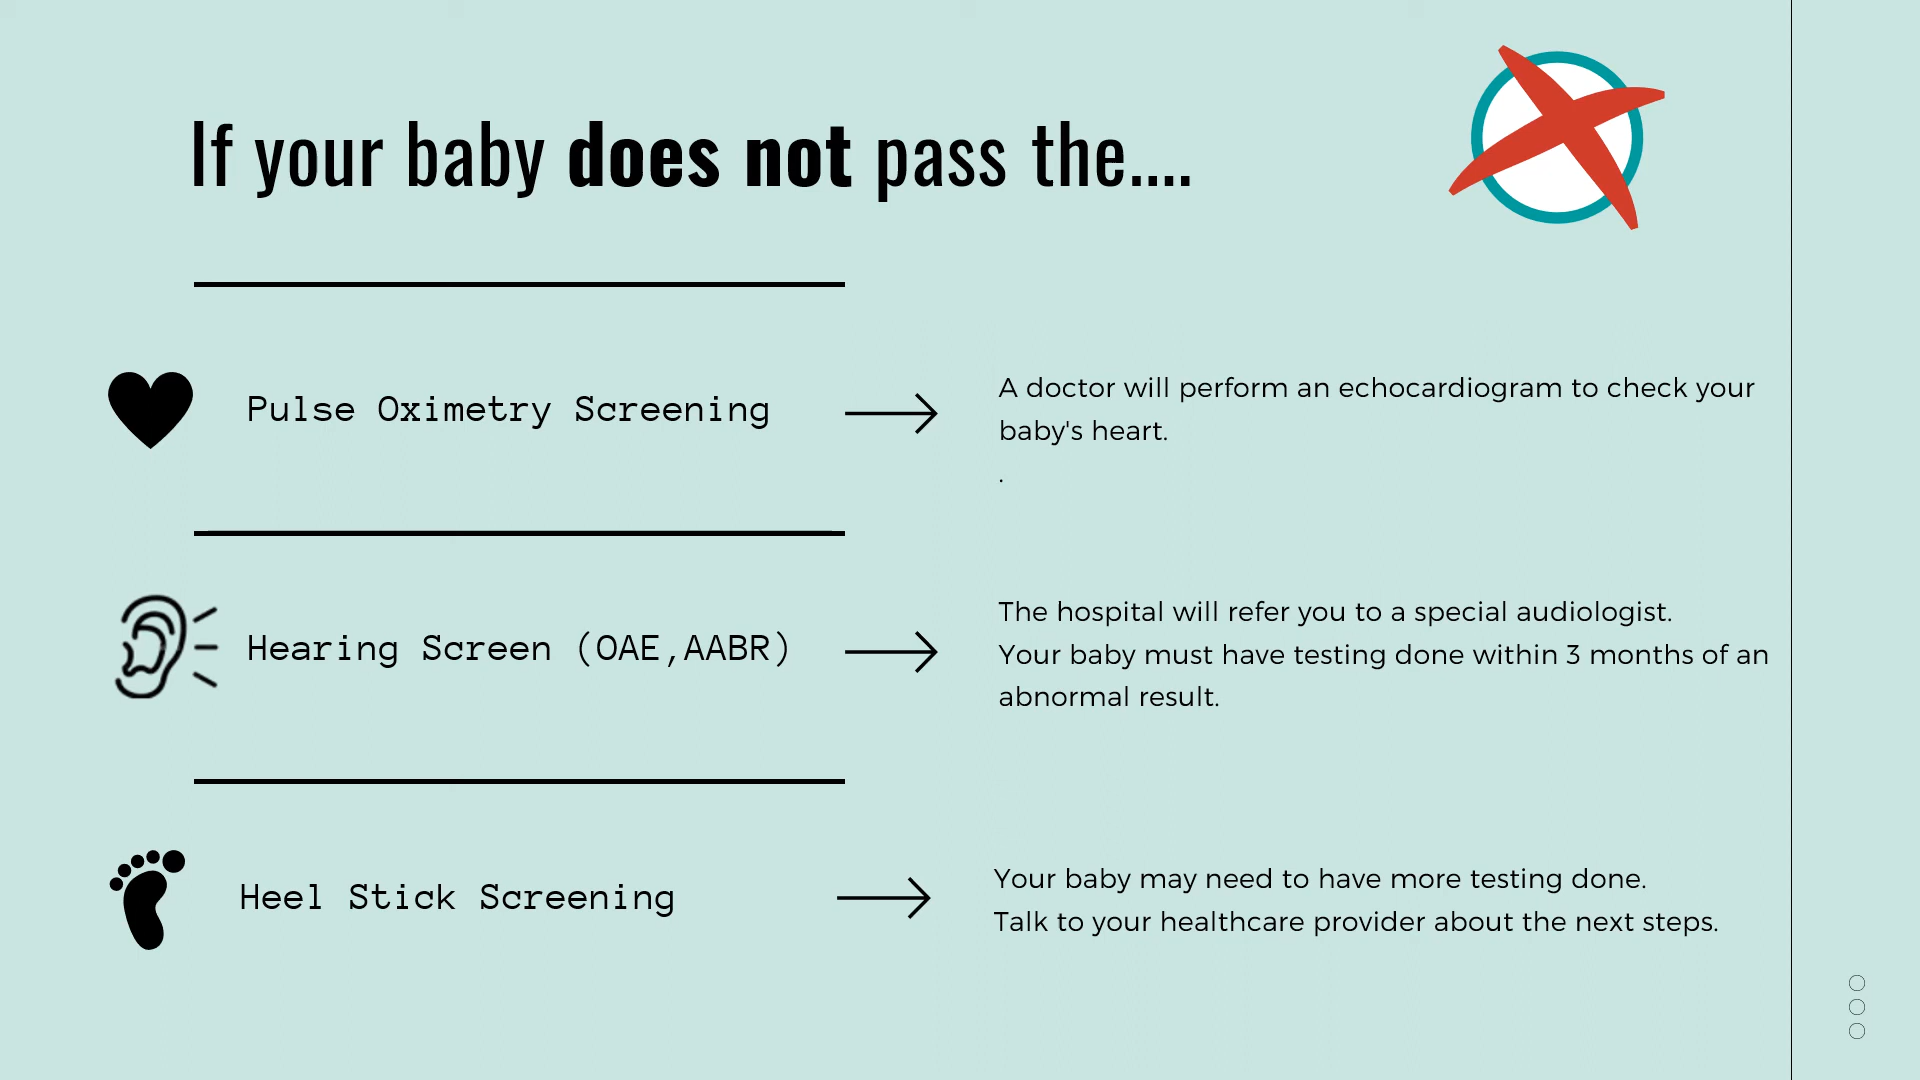 If your baby does not pass the....
Pulse Oximetry Screening
A doctor will perform an echocardiogram to check your
baby's heart.
.
Hearing Screen (OAE,AABR)
The hospital will refer you to a special audiologist.
Your baby must have testing done within 3 months of an
abnormal result.
Heel Stick Screening
Your baby may need to have more testing done.
Talk to your healthcare provider about the next steps.